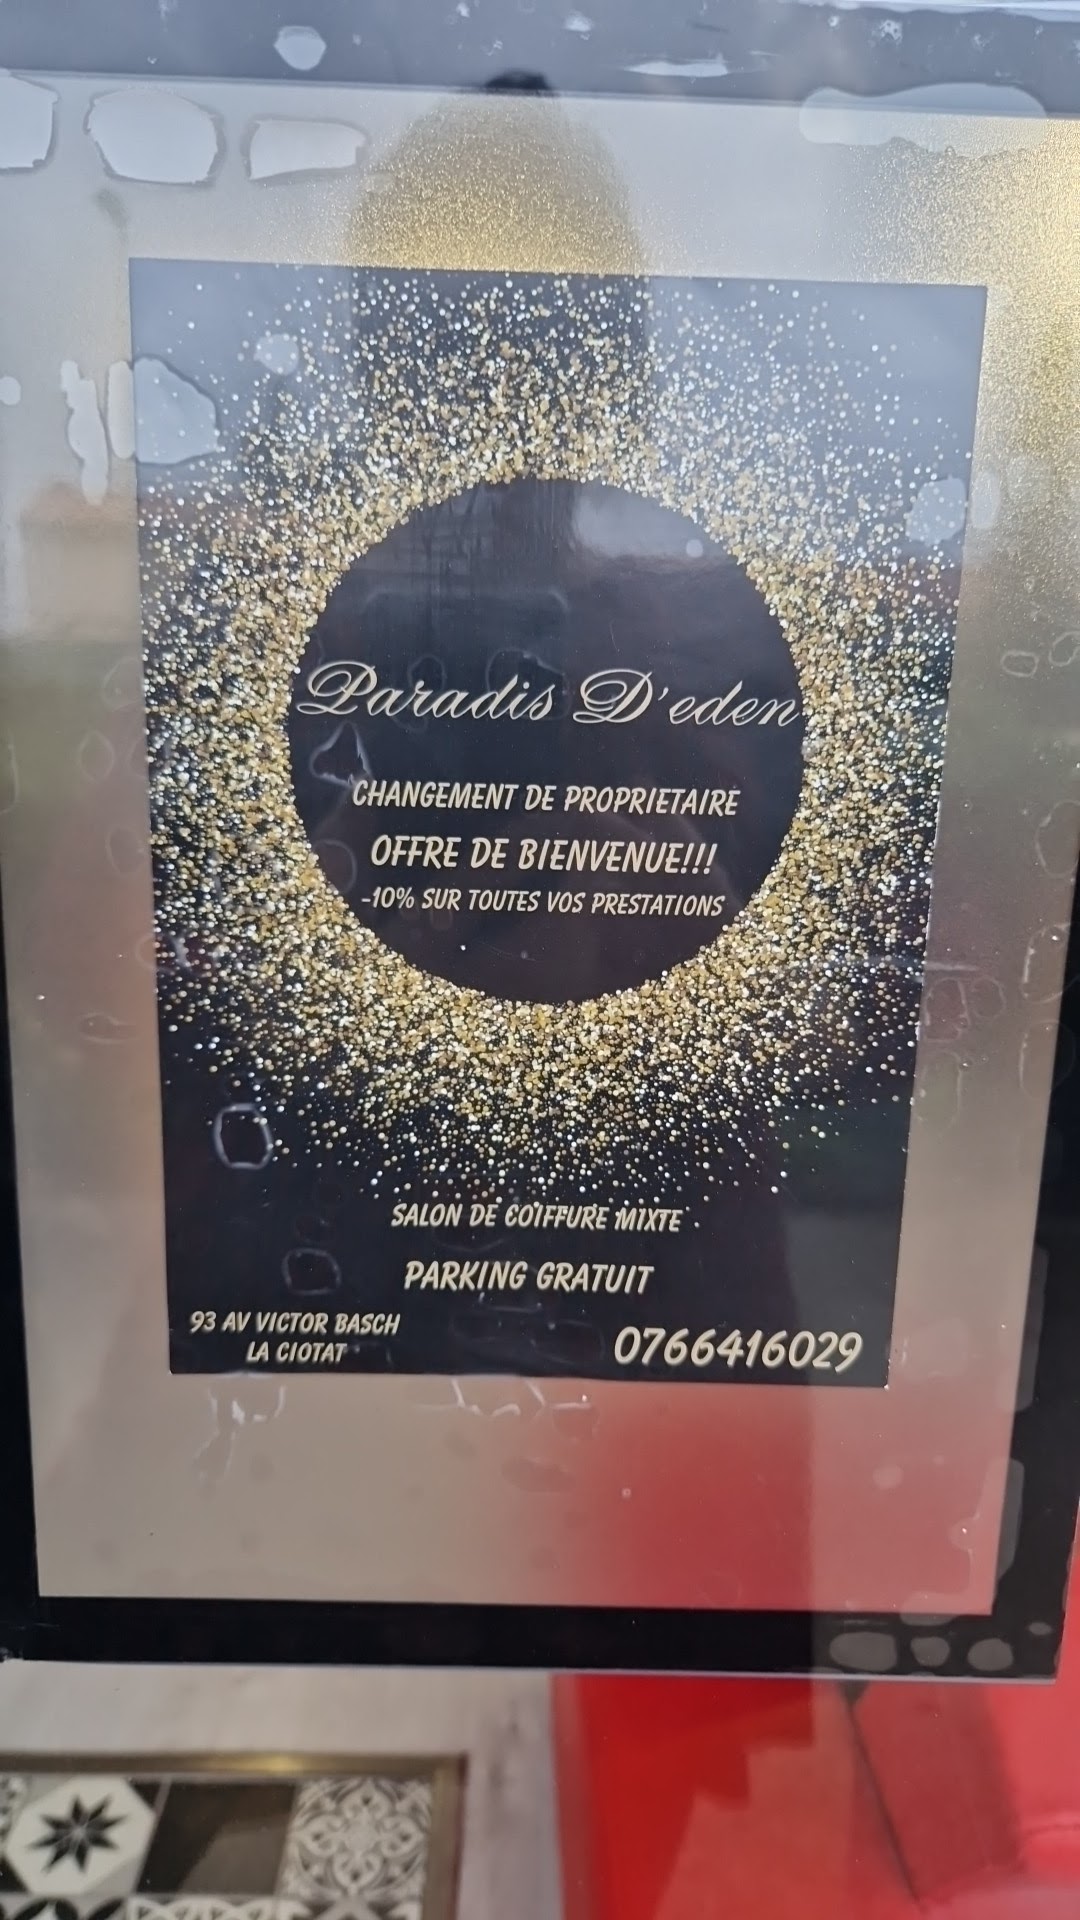 Paradis D'eden
CHANGEMENT DE PROPRIETAIRE
OFFRE DE BIENVENUE!!!
-10% SUR TOUTES VOS PRESTATIONS
SALON DE COIFFURE MIXTE .
PARKING GRATUIT
93 AV VICTOR BASCH
LA CIOTAT
0766416029